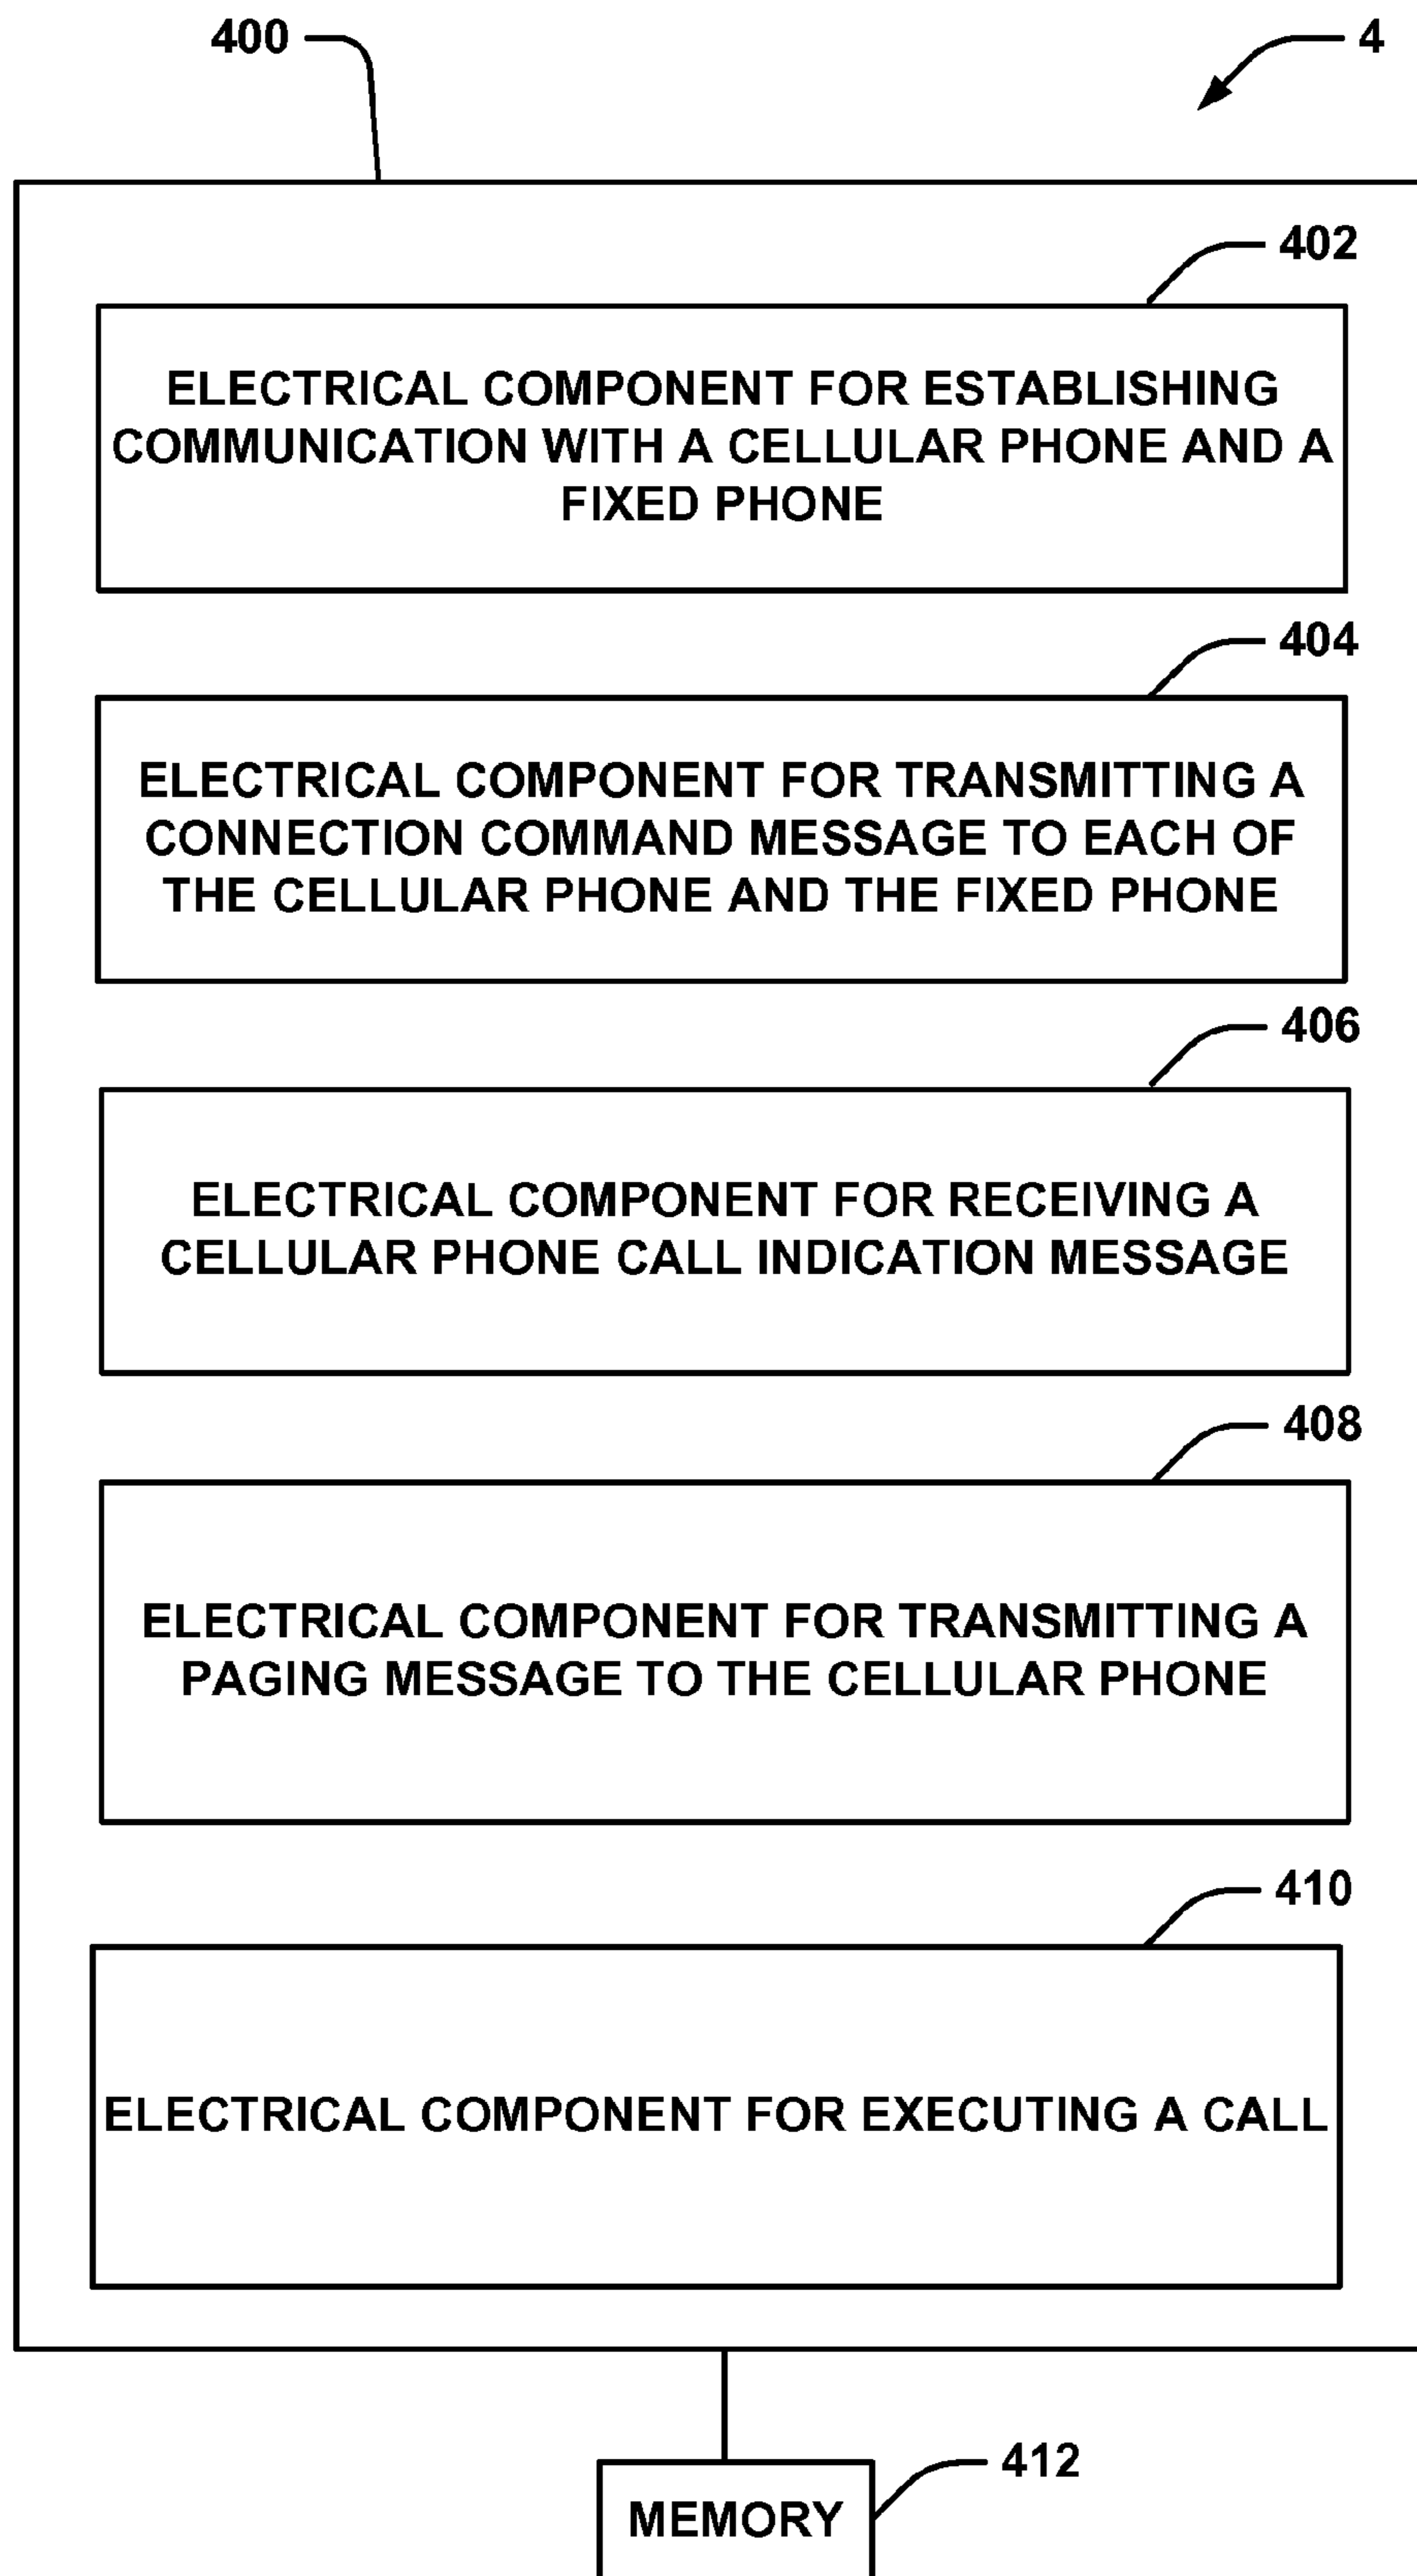 400
4
402
ELECTRICAL COMPONENT FOR ESTABLISHING
COMMUNICATION WITH A CELLULAR PHONE AND A
FIXED PHONE
404
ELECTRICAL COMPONENT FOR TRANSMITTING A
CONNECTION COMMAND MESSAGE TO EACH OF
THE CELLULAR PHONE AND THE FIXED PHONE
406
ELECTRICAL COMPONENT FOR RECEIVING A
CELLULAR PHONE CALL INDICATION MESSAGE
408
ELECTRICAL COMPONENT FOR TRANSMITTING A
PAGING MESSAGE TO THE CELLULAR PHONE
410
ELECTRICAL COMPONENT FOR EXECUTING A CALL
412
MEMORY